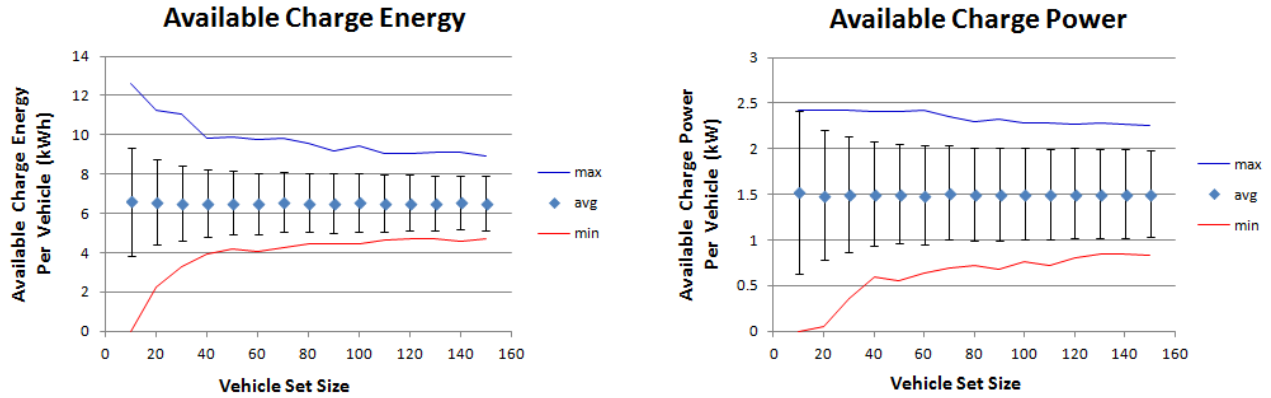 Available Charge Energy
Available Charge Energy
Per Vehicle (kWh)
14
12
10
8
6
4
2
0
0 20 40 60 80 100 120 140 160
Vehicle Set Size
max
avg
min
Available Charge Power
Available Charge Power
Per Vehicle (kW)
3
2.5
2
1.5
1
0.5
0
0 20 40 60 80 100 120 140 160
Vehicle Set Size
max
avg
min